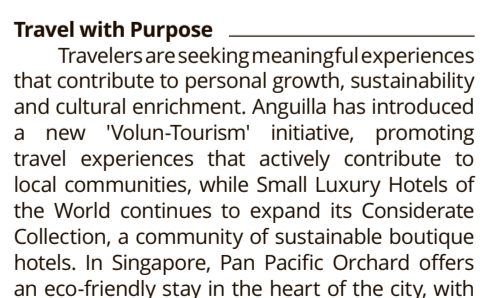 Travel with Purpose
Travelers are seeking meaningful experiences
that contribute to personal growth, sustainability
and cultural enrichment. Anguilla has introduced
a new 'Volun-Tourism' initiative, promoting
travel experiences that actively contribute to
local communities, while Small Luxury Hotels of
the World continues to expand its Considerate
Collection, a community of sustainable boutique
hotels. In Singapore, Pan Pacific Orchard offers
an eco-friendly stay in the heart of the city, with